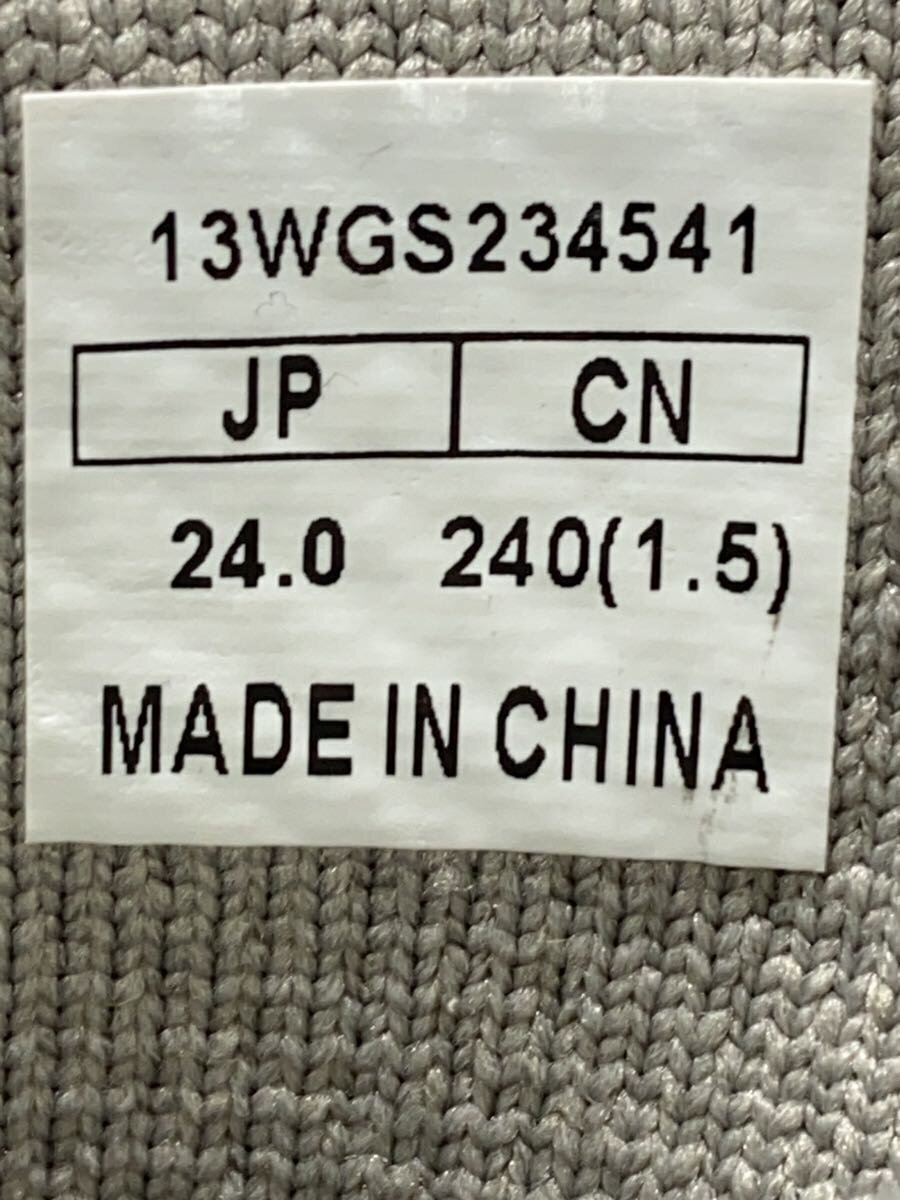 13WGS234541
JP CN
24.0 240(1.5)
MADE IN CHINA